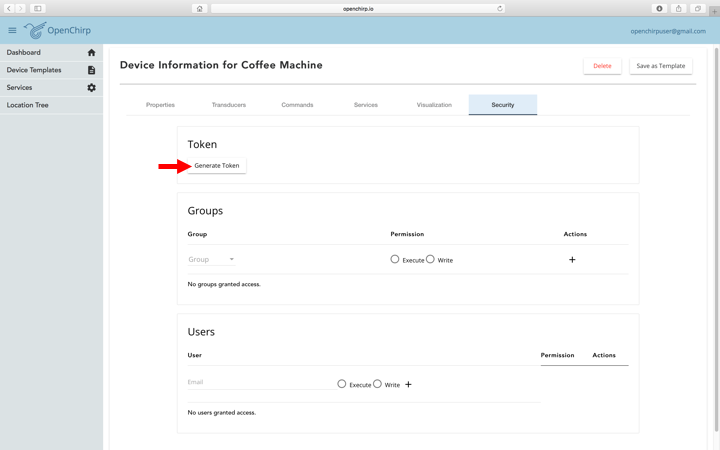 openchirp.io
OpenChirp
openchirpuser@gmail.com
Dashboard
Device Templates
Services
Location Tree
Device Information for Coffee Machine
Delete
Save as Template
Properties
Transducers
Commands
Services
Visualization
Security
Token
Generate Token
Groups
Group Permission Actions
Group Execute Write +
No groups granted access.
Users
User Permission Actions
Email Execute Write +
No users granted access.